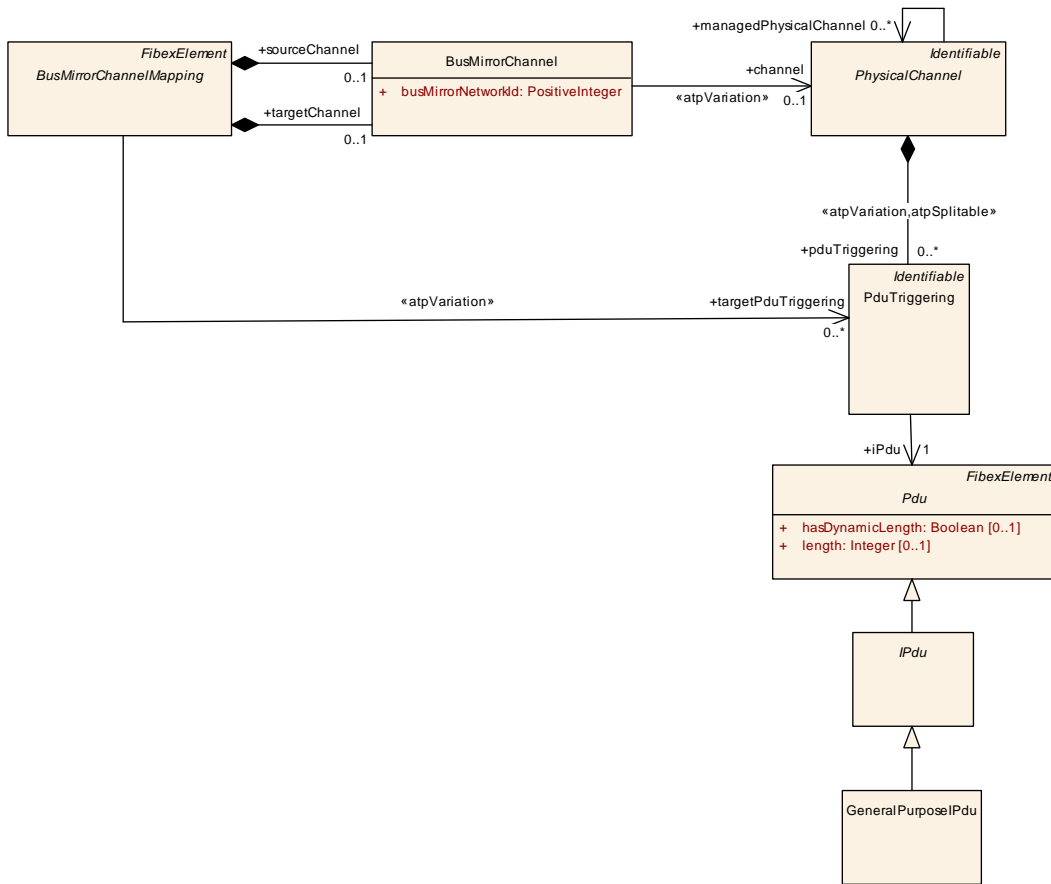 +managedPhysicalChannel 0..*
FibexElement
BusMirrorChannelMapping
+sourceChannel
0..1
+targetChannel
0..1
BusMirrorChannel
+ busMirrorNetworkId: PositiveInteger
+channel
«atpVariation»
0..1
Identifiable
PhysicalChannel
«atpVariation,atpSplitable»
+pduTriggering
0..*
Identifiable
PduTriggering
«atpVariation»
+targetPduTriggering
0..*
+iPdu
1
FibexElement
Pdu
+ hasDynamicLength: Boolean [0..1]
+ length: Integer [0..1]
IPdu
GeneralPurposeIPdu